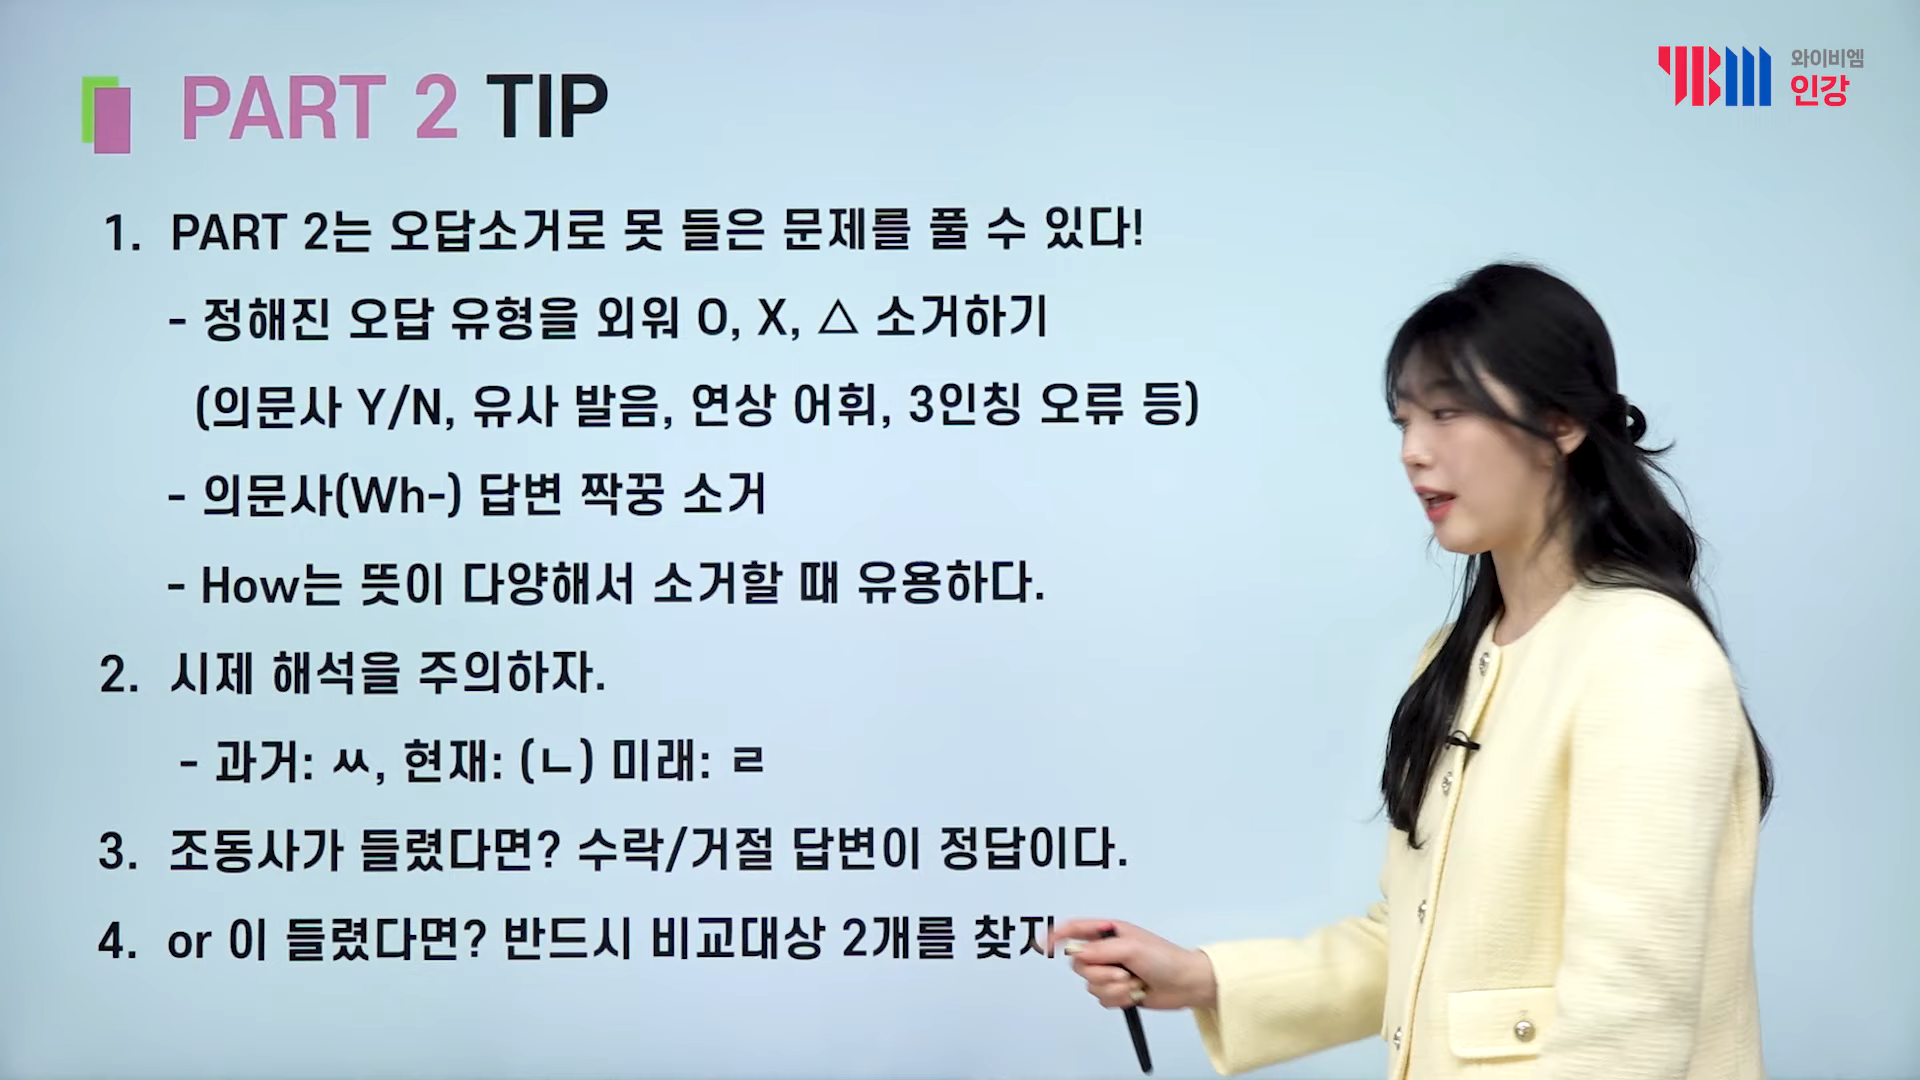 PART 2 TIP
YBM 와이비엠
인강
1. PART 2는 오답소거로 못 들은 문제를 풀 수 있다!
- 정해진 오답 유형을 외워 O, X, △ 소거하기
(의문사 Y/N, 유사 발음, 연상 어휘, 3인칭 오류 등)
- 의문사(Wh-) 답변 짝꿍 소거
- How는 뜻이 다양해서 소거할 때 유용하다.
2. 시제 해석을 주의하자.
- 과거: ㅆ, 현재: (ㄴ) 미래: ㄹ
3. 조동사가 들렸다면? 수락/거절 답변이 정답이다.
4. or 이 들렸다면? 반드시 비교대상 2개를 찾자